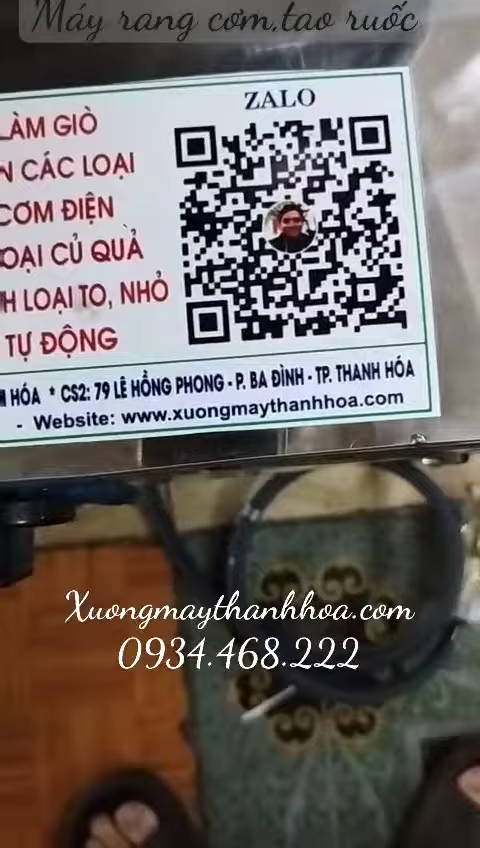 Máy rang cơm,tao ruốc
ZALO
LÀM GIÒ
CÁC LOẠI
CƠM ĐIỆN
CỦ QUẢ
LOẠI TO, NHỎ
TỰ ĐỘNG
HÓA * CS2: 79 LÊ HỒNG PHONG - P. BA ĐÌNH - TP. THANH HÓA
- Website: www.xuongmaythanhhoa.com
Xuongmaythanhhoa.com
0934.468.222